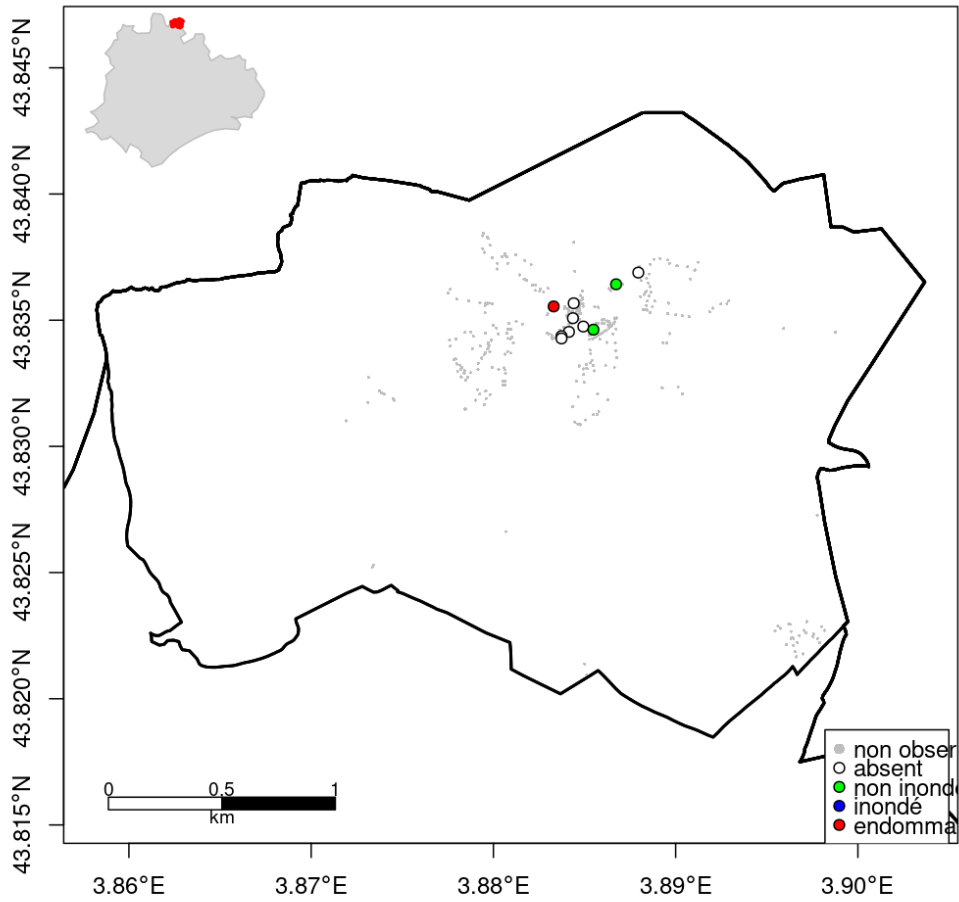 43.845°N
43.840°N
43.835°N
43.830°N
43.825°N
43.820°N
43.815°N
0 0.5 1
km
non obser
absent
non inondé
inondé
endomma
3.86°E 3.87°E 3.88°E 3.89°E 3.90°E